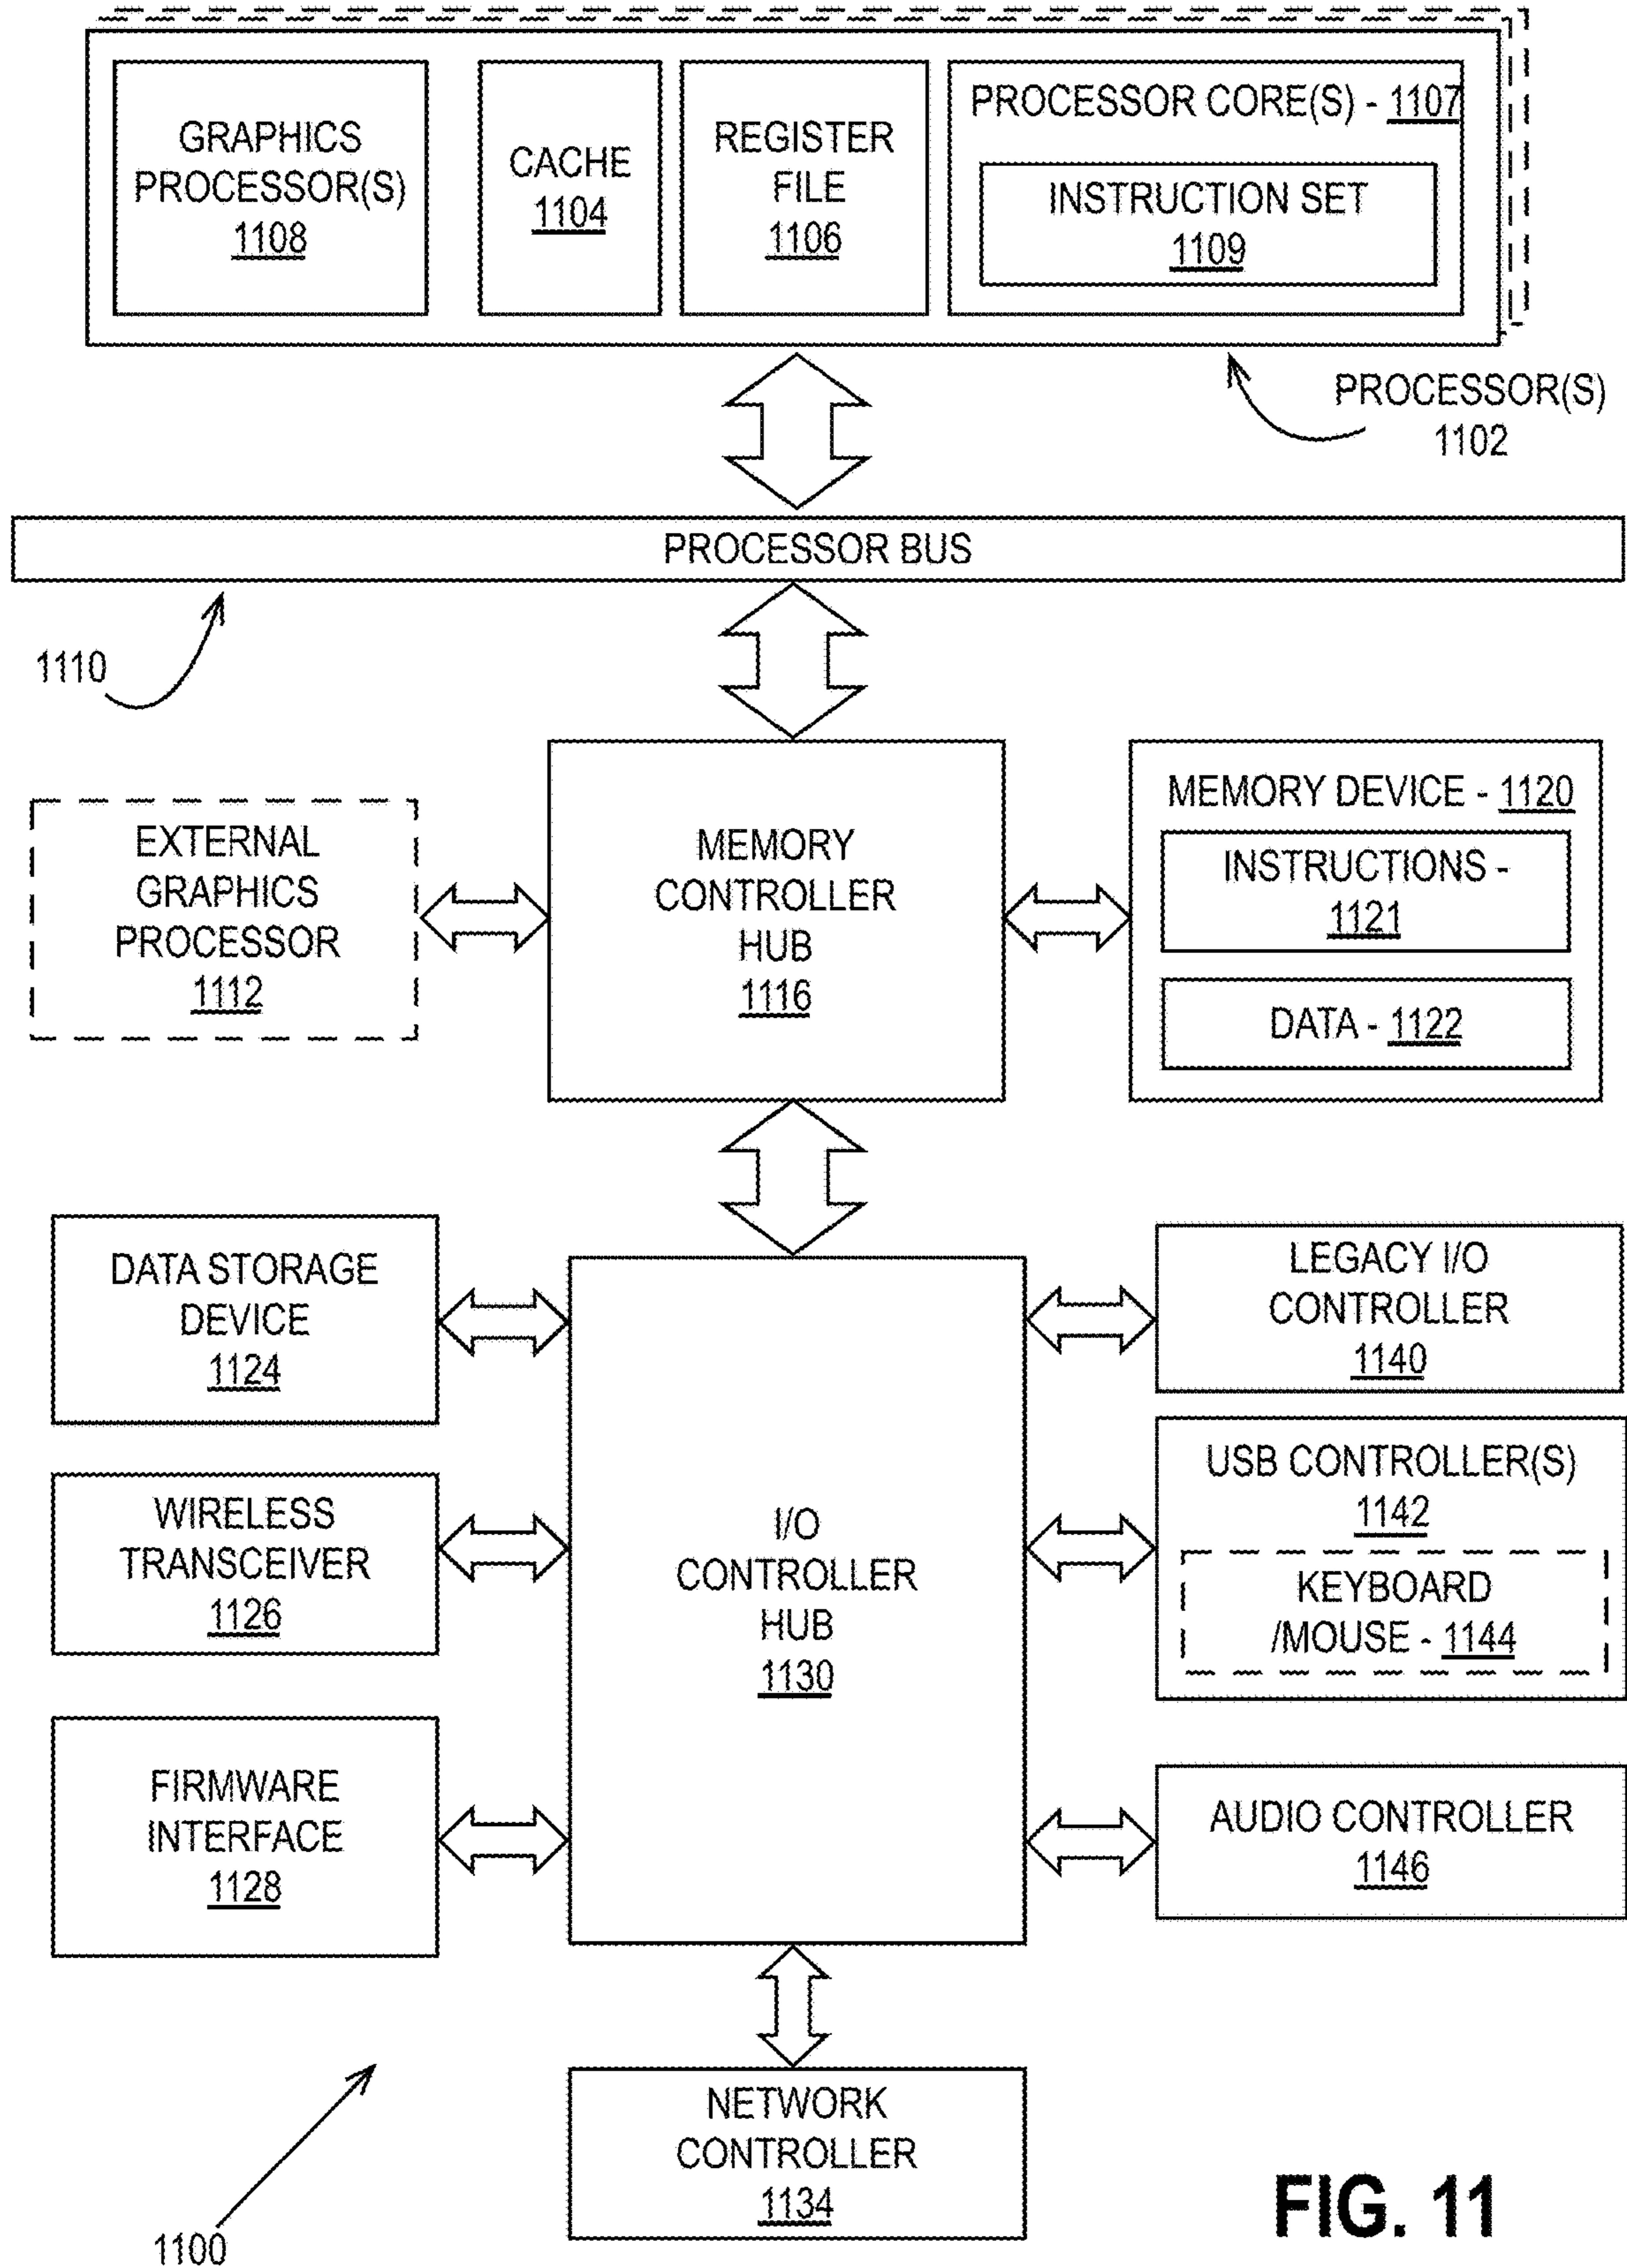 GRAPHICS
PROCESSOR(S)
1108
CACHE
1104
REGISTER
FILE
1106
PROCESSOR CORE(S) - 1107
INSTRUCTION SET
1109
PROCESSOR(S)
1102
PROCESSOR BUS
1110
EXTERNAL
GRAPHICS
PROCESSOR
1112
MEMORY
CONTROLLER
HUB
1116
MEMORY DEVICE - 1120
INSTRUCTIONS -
1121
DATA - 1122
DATA STORAGE
DEVICE
1124
WIRELESS
TRANSCEIVER
1126
FIRMWARE
INTERFACE
1128
I/O
CONTROLLER
HUB
1130
LEGACY I/O
CONTROLLER
1140
USB CONTROLLER(S)
1142
KEYBOARD
/MOUSE - 1144
AUDIO CONTROLLER
1146
NETWORK
CONTROLLER
1134
1100
FIG. 11